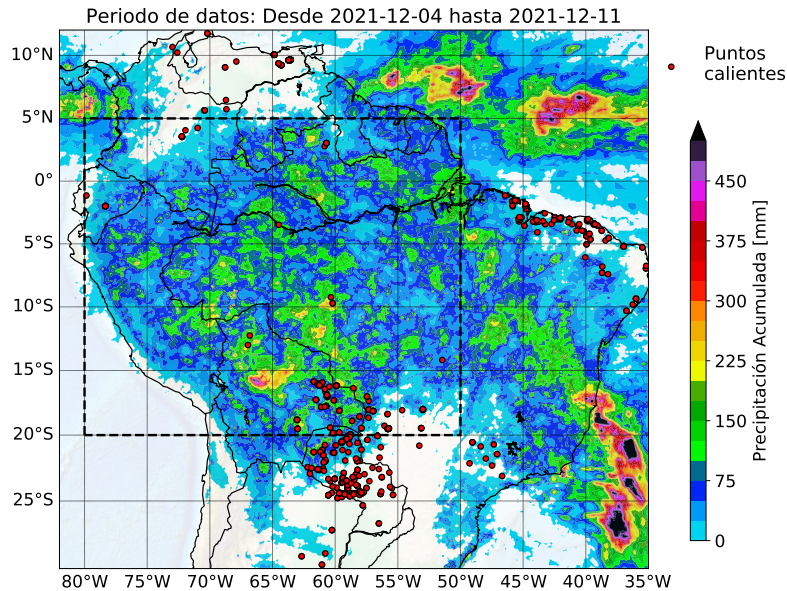 Periodo de datos: Desde 2021-12-04 hasta 2021-12-11
10°N
5°N
0°
5°S
10°S
15°S
20°S
25°S
80°W 75°W 70°W 65°W 60°W 55°W 50°W 45°W 40°W 35°W
Puntos
calientes
450
375
300
225
150
75
0
Precipitación Acumulada [mm]